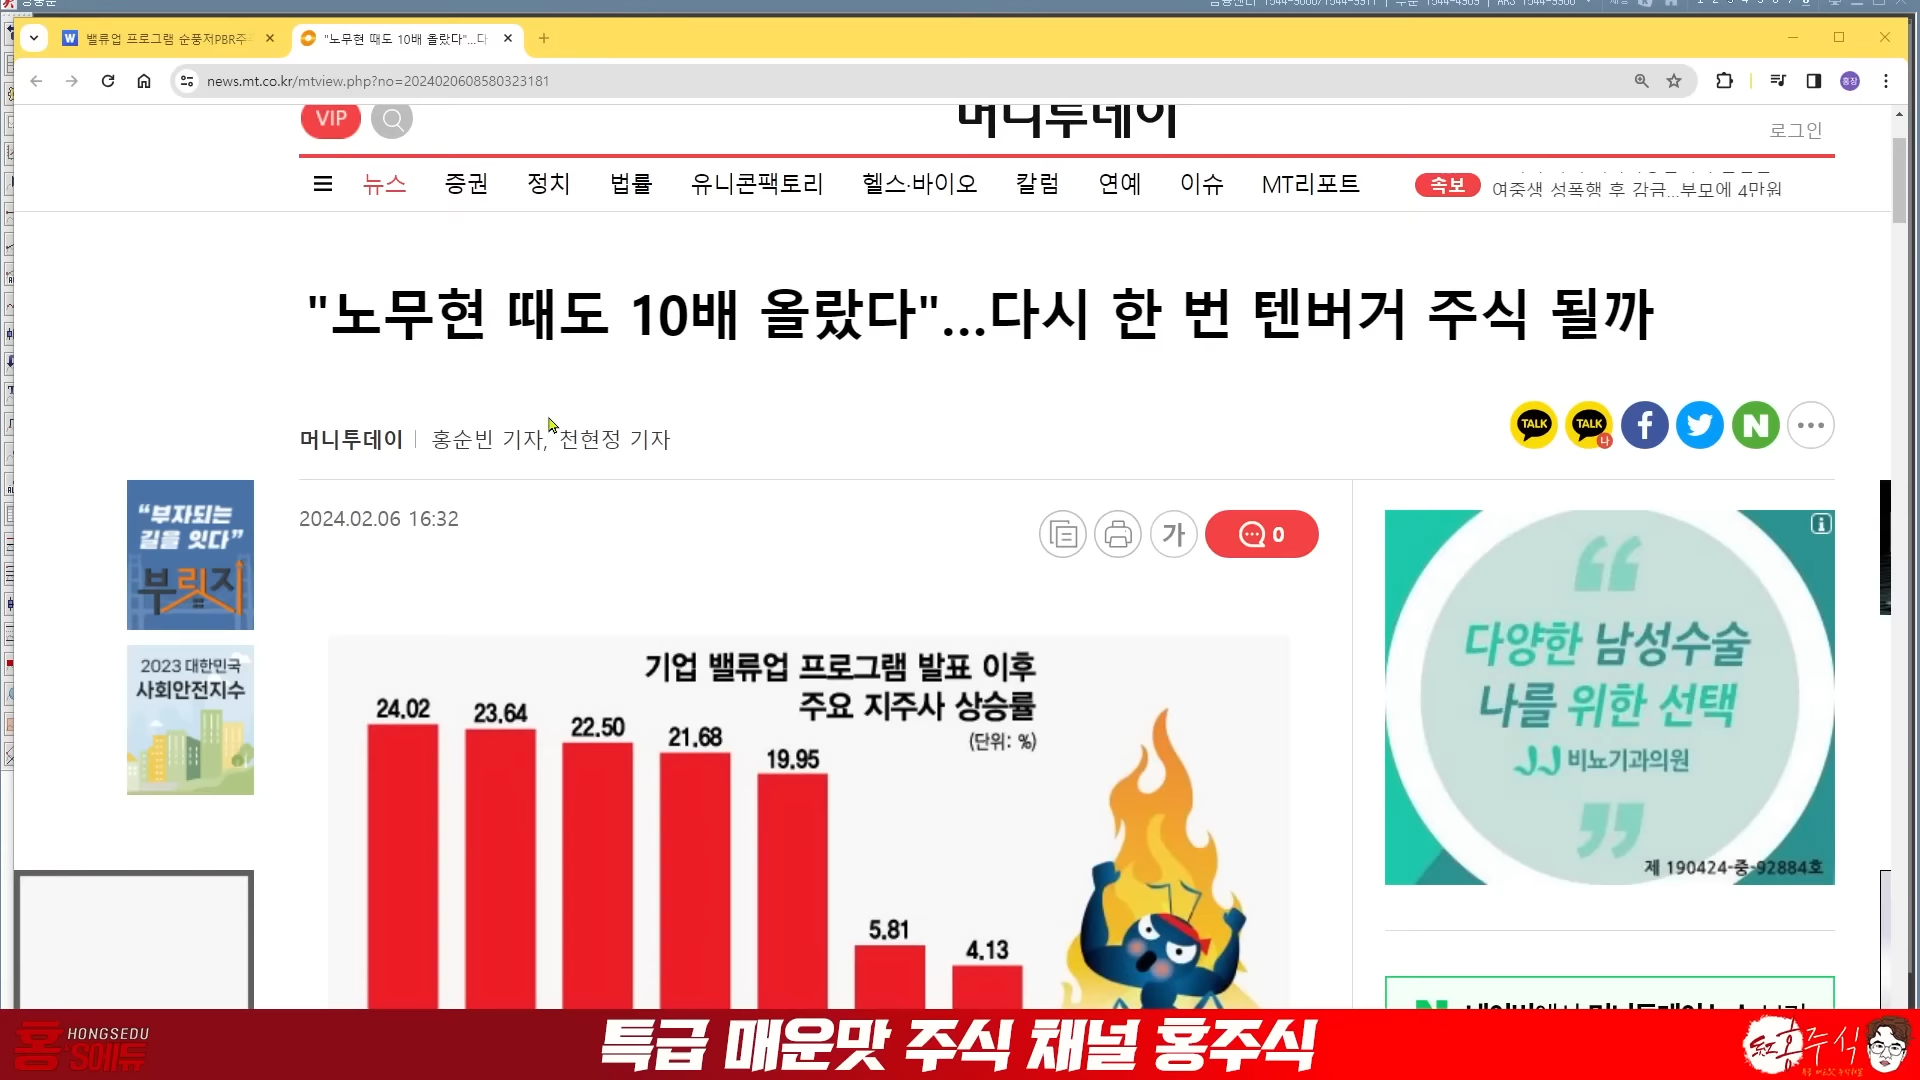 밸류업 프로그램 순풍저PBR주
"노무현 때도 10배 올랐다"...다
news.mt.co.kr/mtview.php?no=2024020608580323181
홍장
VIP
머니투데이
로그인
뉴스 증권 정치 법률 유니콘팩토리 헬스·바이오 칼럼 연예 이슈 MT리포트
속보
여중생 성폭행 후 감금...부모에 4만원
"노무현 때도 10배 올랐다"...다시 한 번 텐버거 주식 될까
머니투데이 홍순빈 기자, 천현정 기자
TALK TALK 나 f N
2024.02.06 16:32
가 0
"부자되는
길을 잇다"
부릿지
2023 대한민국
사회안전지수
기업 밸류업 프로그램 발표 이후
주요 지주사 상승률
(단위: %)
24.02
23.64
22.50
21.68
19.95
5.81
4.13
다양한 남성수술
나를 위한 선택
JJ 비뇨기과의원
제 190424-중-92884호
홍 HONGSEDU
'S에듀
특급 매운맛 주식 채널 홍주식
홍주식